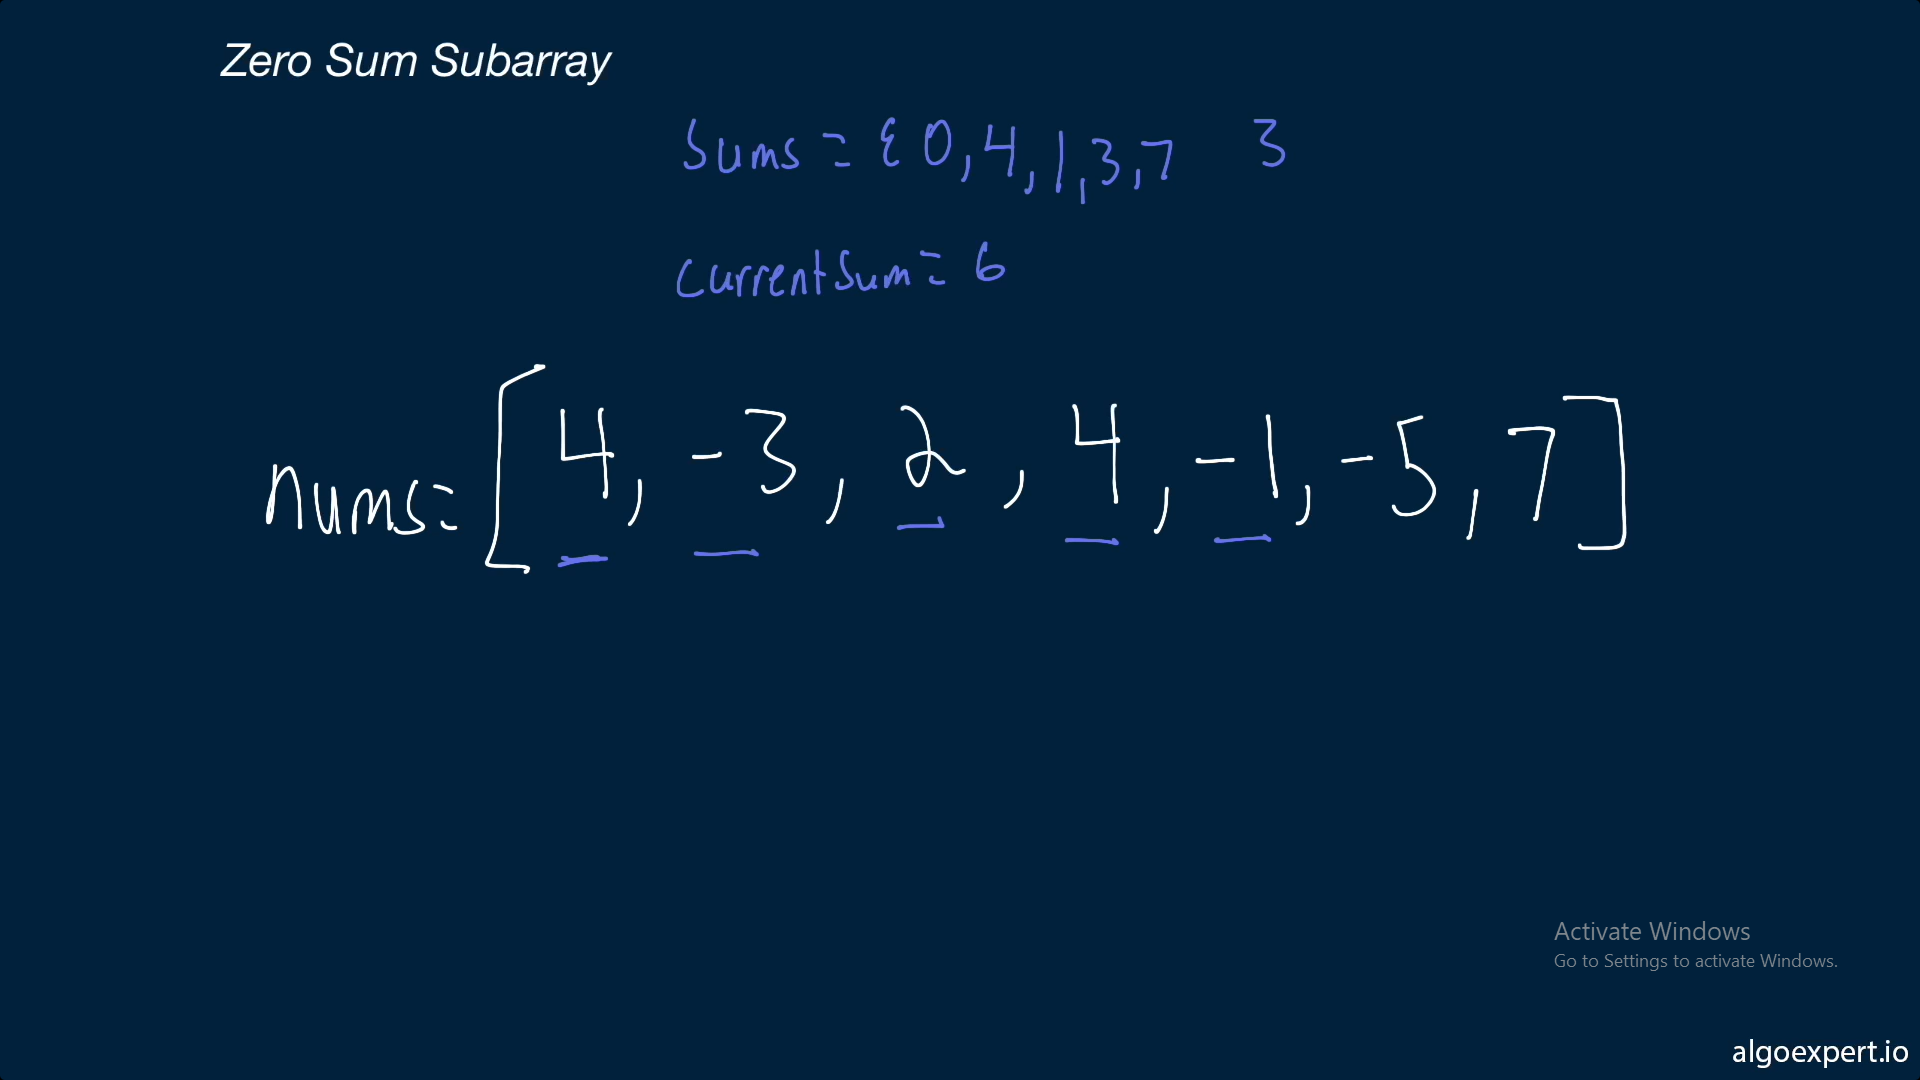 Zero Sum Subarray
Sums = { 0, 4, 1, 3, 7 }
currentSum = 6
nums = [4, -3, 2, 4, -1, -5, 7]
Activate Windows
Go to Settings to activate Windows.
algoexpert.io